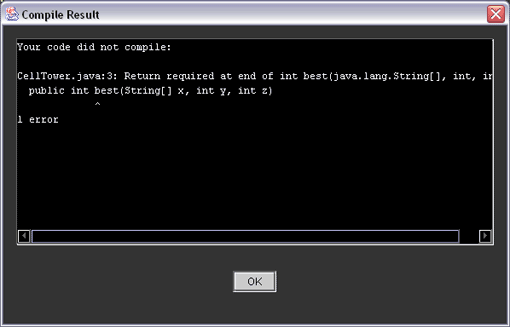 Compile Result
Your code did not compile:
CellTower.java:3: Return required at end of int best(java.lang.String[], int, in
public int best(String[] x, int y, int z)
^
1 error
OK